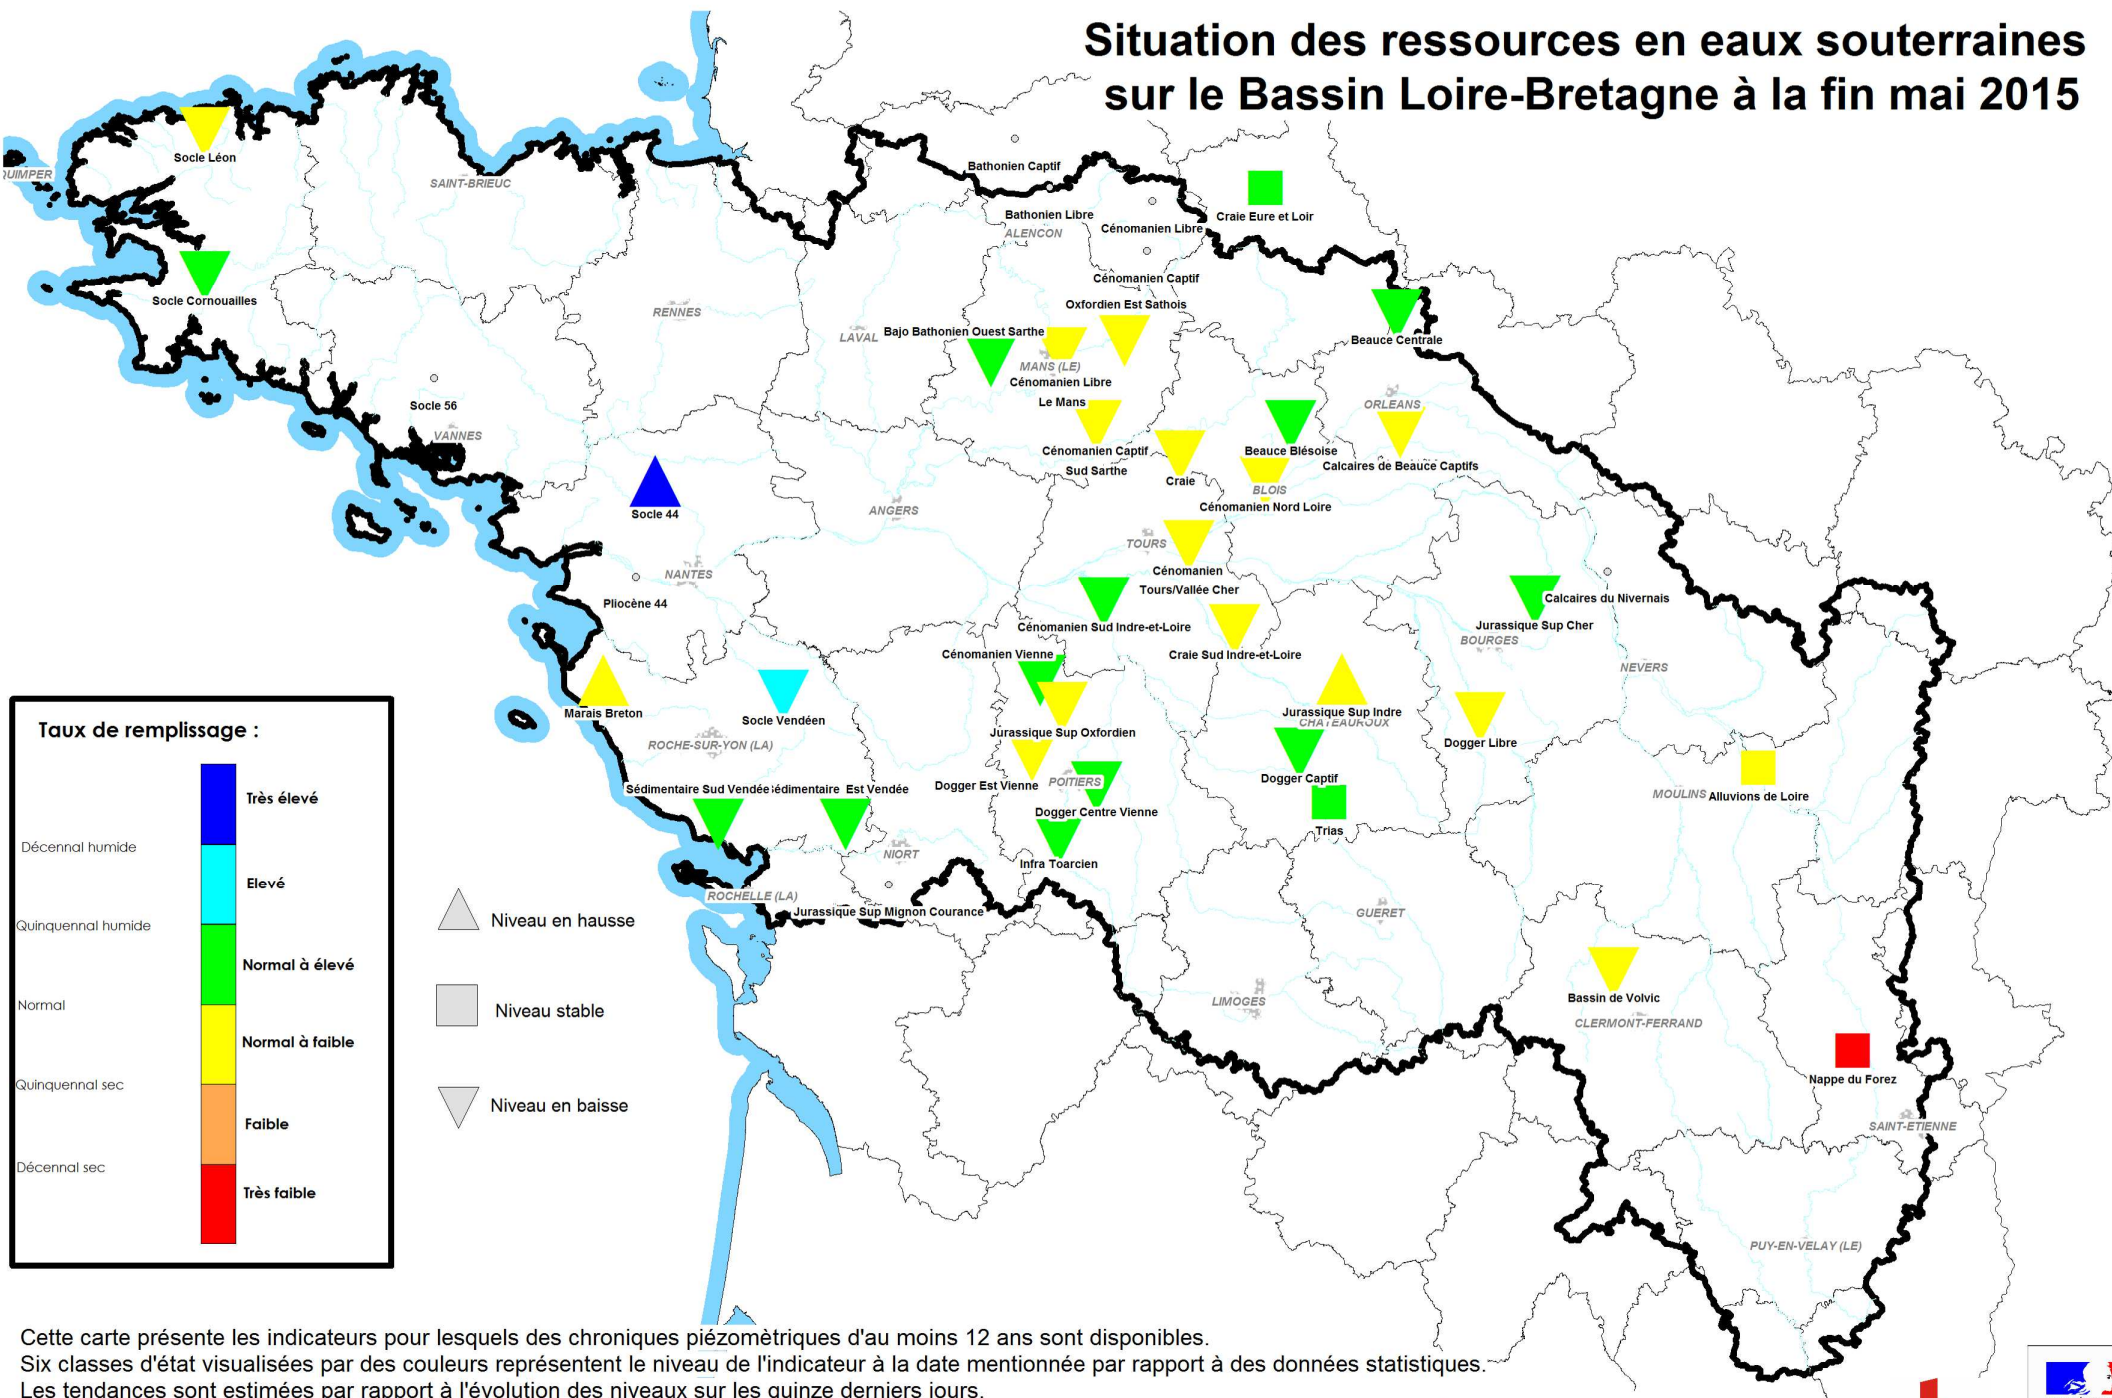 Situation des ressources en eaux souterraines
sur le Bassin Loire-Bretagne à la fin mai 2015
Socle Léon
QUIMPER
SAINT-BRIEUC
Socle Cornouailles
Bathonien Captif
Bathonien Libre
ALENCON
Cénomanien Libre
Craie Eure et Loir
Cénomanien Captif
Oxfordien Est Sathois
RENNES
LAVAL
Bajo Bathonien Ouest Sarthe
MANS (LE)
Cénomanien Libre
Le Mans
Beauce Centrale
ORLEANS
Socle 56
VANNES
Cénomanien Captif
Sud Sarthe
Craie
Beauce Blésoise
Calcaires de Beauce Captifs
BLOIS
Cénomanien Nord Loire
Socle 44
ANGERS
TOURS
Cénomanien
Tours/Vallée Cher
NANTES
Pliocène 44
Cénomanien Sud Indre-et-Loire
Calcaires du Nivernais
Jurassique Sup Cher
BOURGES
Cénomanien Vienne
Craie Sud Indre-et-Loire
NEVERS
Marais Breton
Socle Vendéen
Jurassique Sup Indre
CHATEAUROUX
Jurassique Sup Oxfordien
Dogger Libre
ROCHE-SUR-YON (LA)
Dogger Est Vienne
POITIERS
Dogger Captif
Sédimentaire Sud Vendée
Sédimentaire Est Vendée
MOULINS
Alluvions de Loire
Dogger Centre Vienne
Trias
NIORT
Infra Toarcien
ROCHELLE (LA)
Jurassique Sup Mignon Courance
GUERET
LIMOGES
Bassin de Volvic
CLERMONT-FERRAND
Nappe du Forez
SAINT-ETIENNE
PUY-EN-VELAY (LE)
Taux de remplissage :
Très élevé
Décennal humide
Elevé
Quinquennal humide
Normal à élevé
Normal
Normal à faible
Quinquennal sec
Faible
Décennal sec
Très faible
Niveau en hausse
Niveau stable
Niveau en baisse
Cette carte présente les indicateurs pour lesquels des chroniques piézomètriques d'au moins 12 ans sont disponibles.
Six classes d'état visualisées par des couleurs représentent le niveau de l'indicateur à la date mentionnée par rapport à des données statistiques.
Les tendances sont estimées par rapport à l'évolution des niveaux sur les quinze derniers jours.